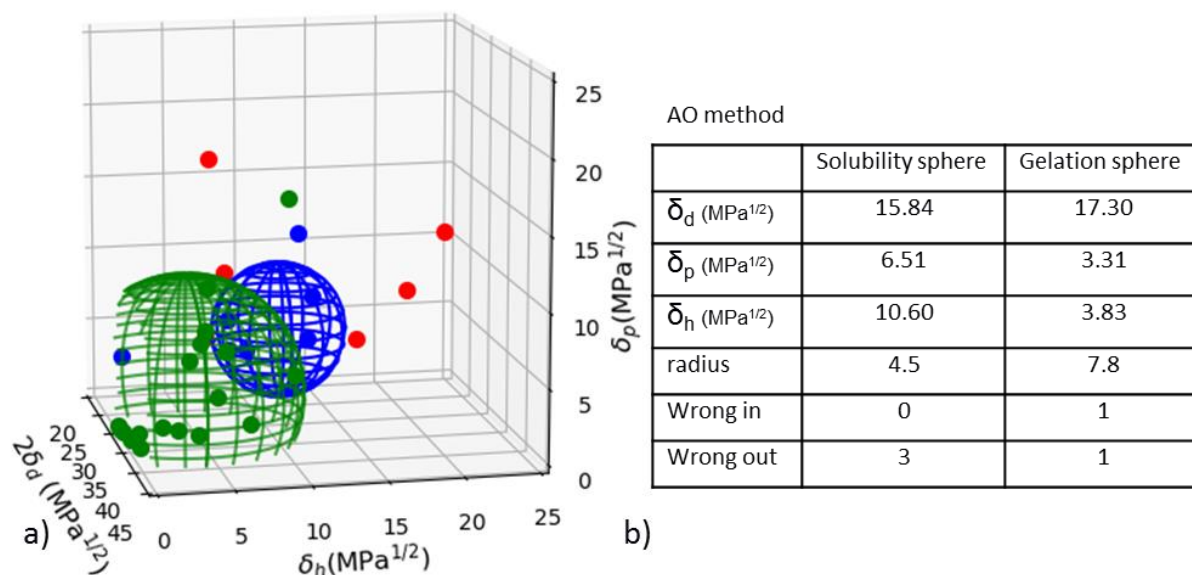 25
20
15
10
5
0
δp(MPa1/2)
20
25
30
35
40
45
2δd (MPa1/2)
0 5 10 15 20 25
δh(MPa1/2)
a)
AO method
Solubility sphere Gelation sphere
δd (MPa1/2) 15.84 17.30
δp (MPa1/2) 6.51 3.31
δh (MPa1/2) 10.60 3.83
radius 4.5 7.8
Wrong in 0 1
Wrong out 3 1
b)